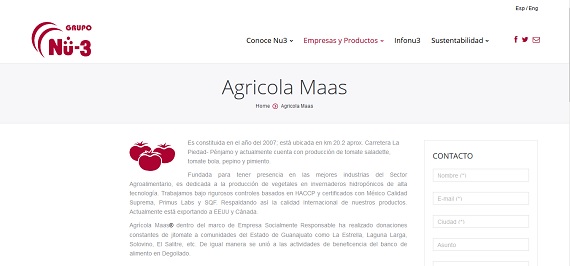 Esp / Eng
GRUPO
Nü-3
Conoce Nu3
Empresas y Productos
Infonu3
Sustentabilidad
Agricola Maas
Home Agricola Maas
Es constituida en el año del 2007; está ubicada en km 20.2 aprox. Carretera La
Piedad- Pénjamo y actualmente cuenta con producción de tomate saladette,
tomate bola, pepino y pimiento.
Fundada para tener presencia en las mejores industrias del Sector
Agroalimentario, es dedicada a la producción de vegetales en invernaderos hidropónicos de alta
tecnología. Trabajamos bajo rigurosos controles basados en HACCP y certificados con México Calidad
Suprema, Primus Labs y SQF. Respaldando así la calidad Internacional de nuestros productos.
Actualmente está exportando a EEUU y Cánada.
Agrícola Maas® dentro del marco de Empresa Socialmente Responsable ha realizado donaciones
constantes de jitomate a comunidades del Estado de Guanajuato como La Estrella, Laguna Larga,
Solovino, El Salitre, etc. De igual manera se unió a las actividades de beneficencia del banco de
alimento en Degollado.
CONTACTO
Nombre (*)
E-mail (*)
Ciudad (*)
Asunto